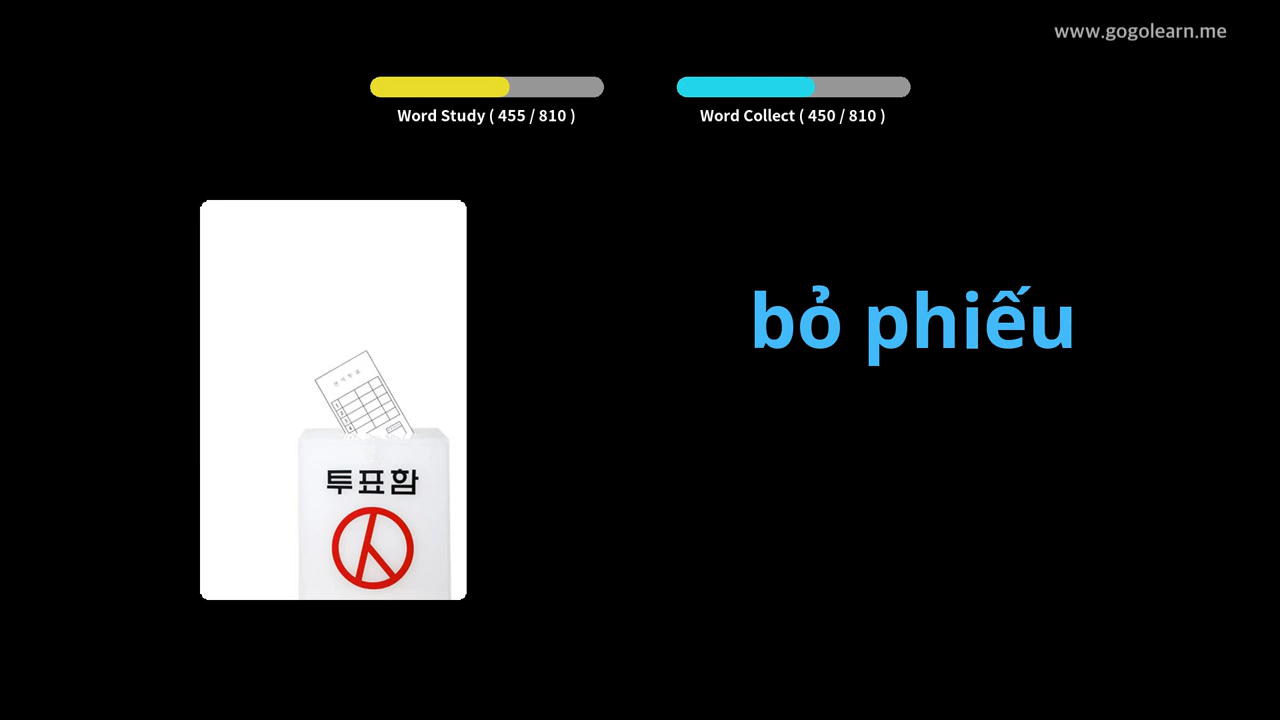 www.gogolearn.me
Word Study ( 455 / 810 )
Word Collect ( 450 / 810 )
bỏ phiếu
투표함